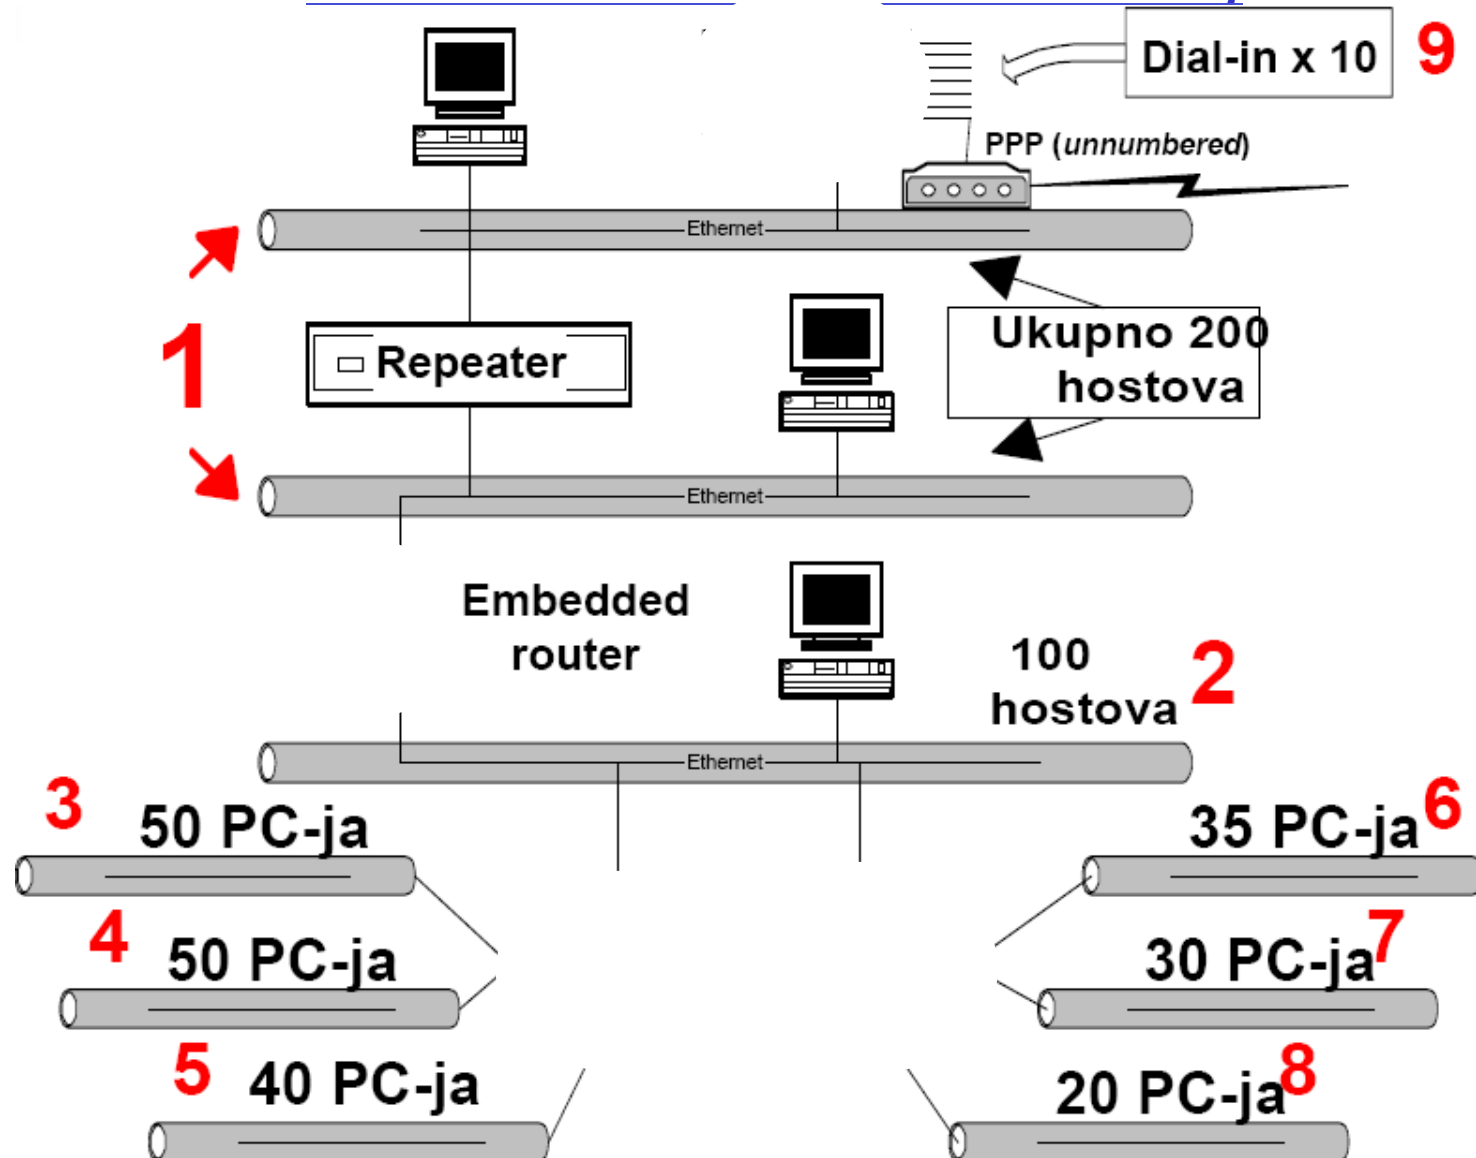 Dial-in x 10
9
PPP (unnumbered)
Ethernet
1
Repeater
Ukupno 200
hostova
Ethernet
Embedded
router
100
hostova
2
Ethernet
3
50 PC-ja
35 PC-ja
6
4
50 PC-ja
30 PC-ja
7
5
40 PC-ja
20 PC-ja
8